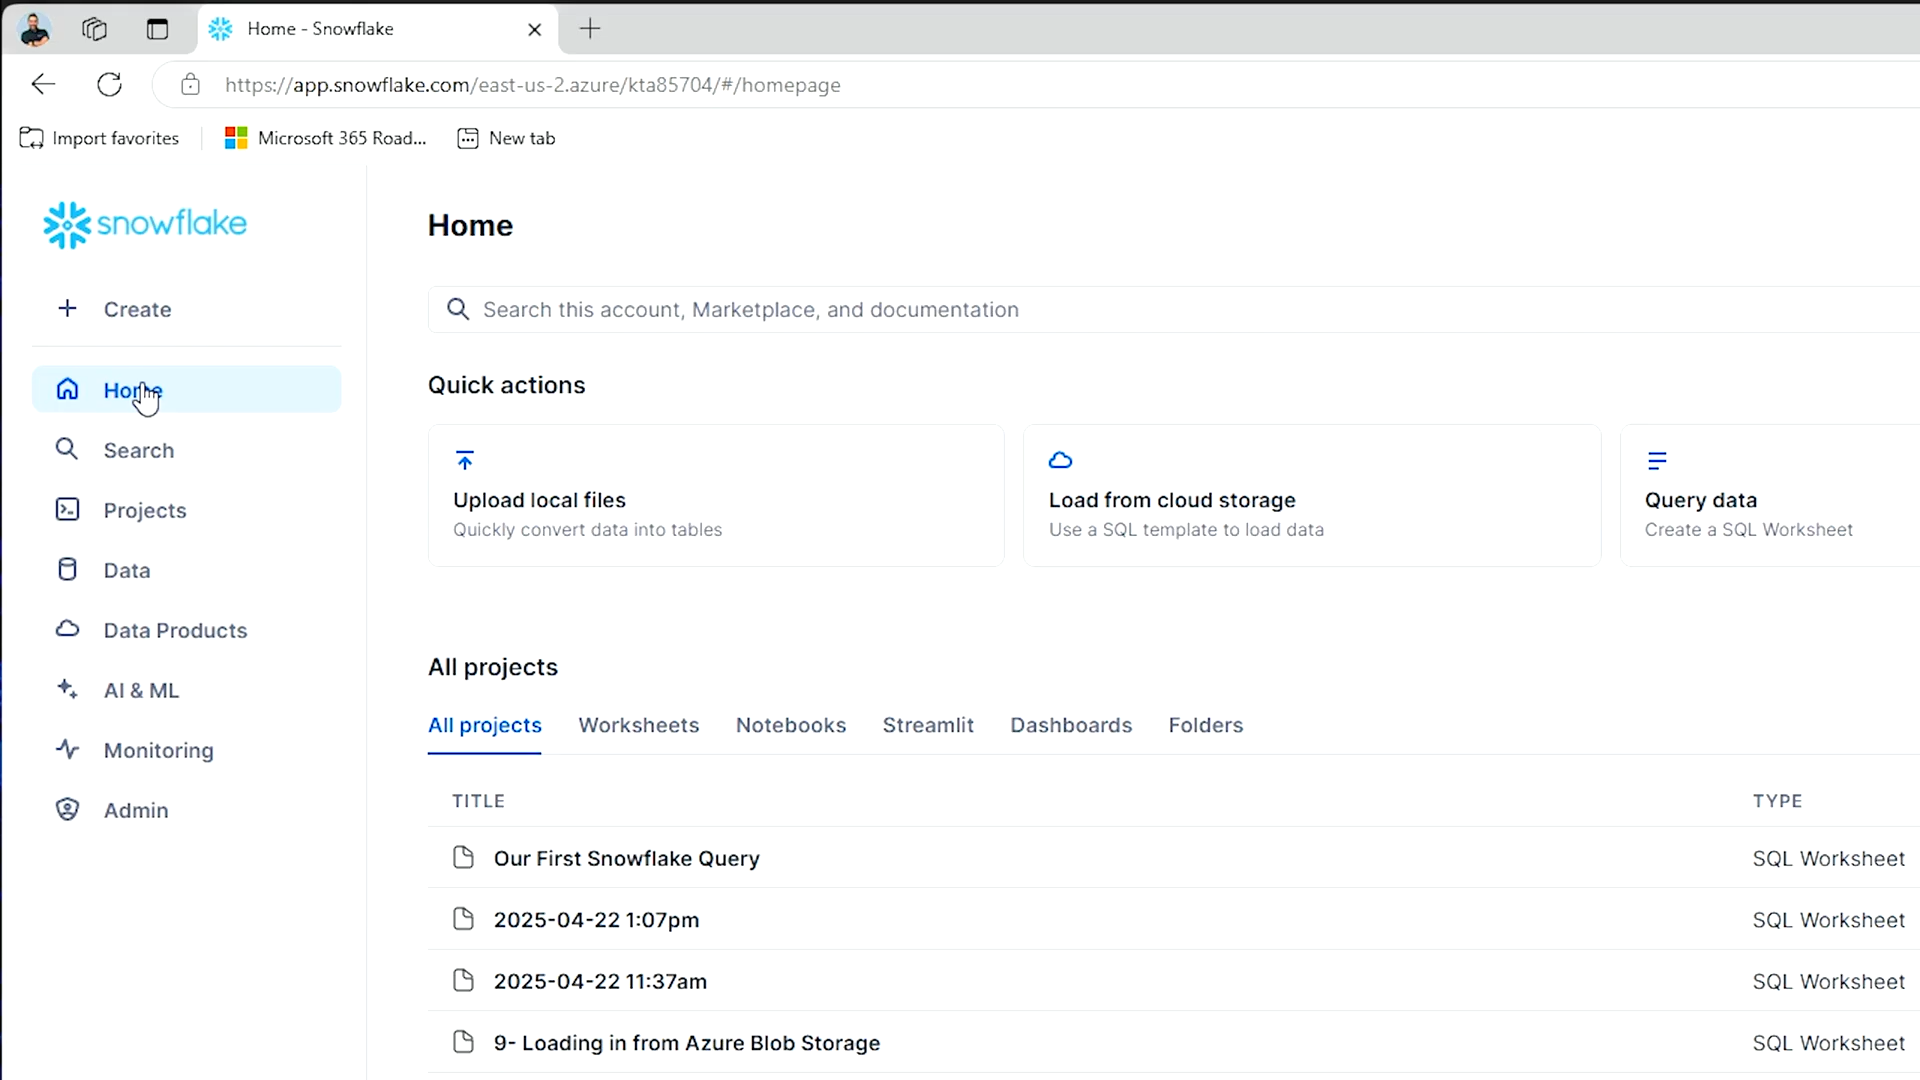 Home - Snowflake
https://app.snowflake.com/east-us-2.azure/kta85704/#/homepage
Import favorites
Microsoft 365 Road...
New tab
snowflake
Create
Home
Search
Projects
Data
Data Products
AI & ML
Monitoring
Admin
Home
Search this account, Marketplace, and documentation
Quick actions
Upload local files
Quickly convert data into tables
Load from cloud storage
Use a SQL template to load data
Query data
Create a SQL Worksheet
All projects
All projects Worksheets Notebooks Streamlit Dashboards Folders
TITLE TYPE
Our First Snowflake Query SQL Worksheet
2025-04-22 1:07pm SQL Worksheet
2025-04-22 11:37am SQL Worksheet
9- Loading in from Azure Blob Storage SQL Worksheet